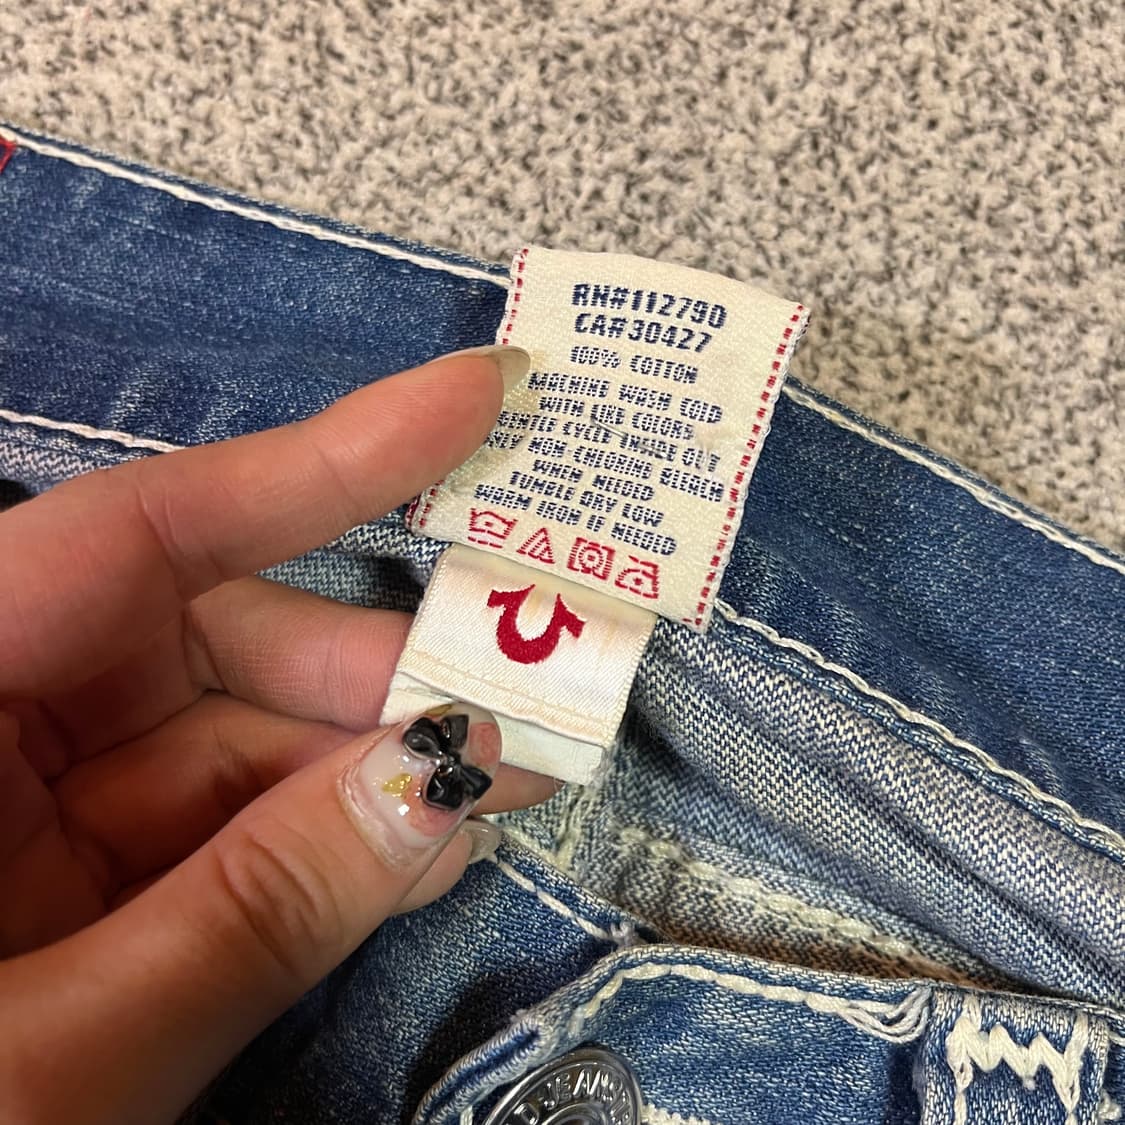 RN#112790
CA#30427
100% COTTON
MACHINE WASH COLD
WITH LIKE COLORS
GENTLE CYCLE INSIDE OUT
ONLY NON CHLORINE BLEACH
WHEN NEEDED
TUMBLE DRY LOW
WARM IRON IF NEEDED
JEANS